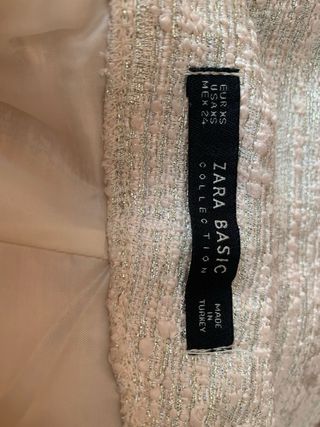 EUR XS
USA XS
MEX 24
ZARA BASIC
COLLECTION
MADE
IN
TURKEY